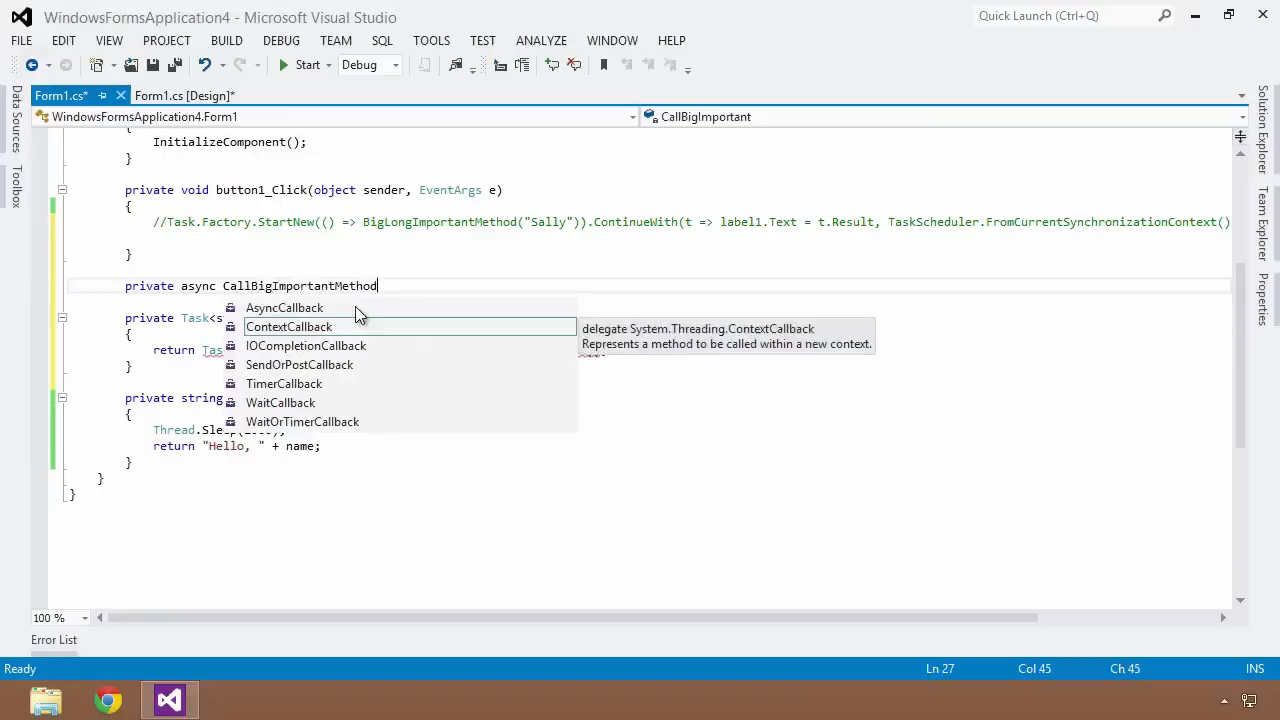 WindowsFormsApplication4 - Microsoft Visual Studio
Quick Launch (Ctrl+Q)
FILE EDIT VIEW PROJECT BUILD DEBUG TEAM SQL TOOLS TEST ANALYZE WINDOW HELP
Start Debug
Form1.cs* Form1.cs [Design]*
WindowsFormsApplication4.Form1 CallBigImportant
Data Sources
Toolbox
Solution Explorer
Team Explorer
Properties
{
InitializeComponent();
}
private void button1_Click(object sender, EventArgs e)
{
//Task.Factory.StartNew(() => BigLongImportantMethod("Sally")).ContinueWith(t => label1.Text = t.Result, TaskScheduler.FromCurrentSynchronizationContext()
}
private async CallBigImportantMethod
AsyncCallback
private Task<s
ContextCallback
delegate System.Threading.ContextCallback
Represents a method to be called within a new context.
{
IOCompletionCallback
return Tas
SendOrPostCallback
}
TimerCallback
private string
WaitCallback
{
WaitOrTimerCallback
return "Hello, " + name;
}
}
}
100 %
Error List
Ready Ln 27 Col 45 Ch 45 INS